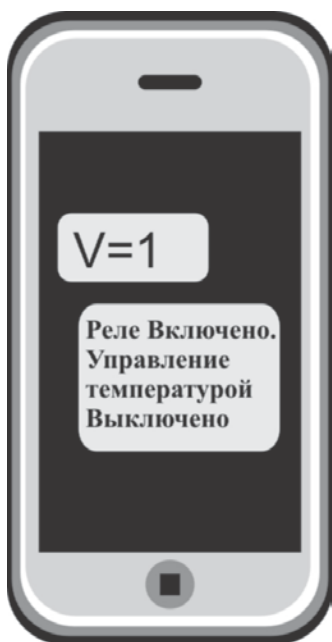 V=1
Реле Включено.
Управление
температурой
Выключено